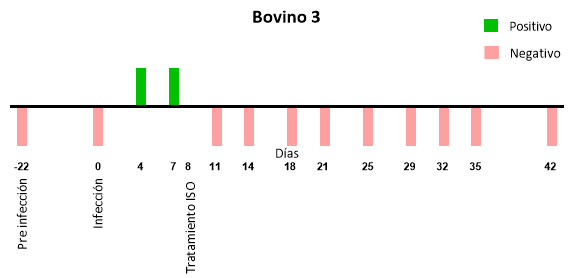 Bovino 3
Positivo
Negativo
Días
-22 0 4 7 8 11 14 18 21 25 29 32 35 42
Pre infección
Infección
Tratamiento ISO